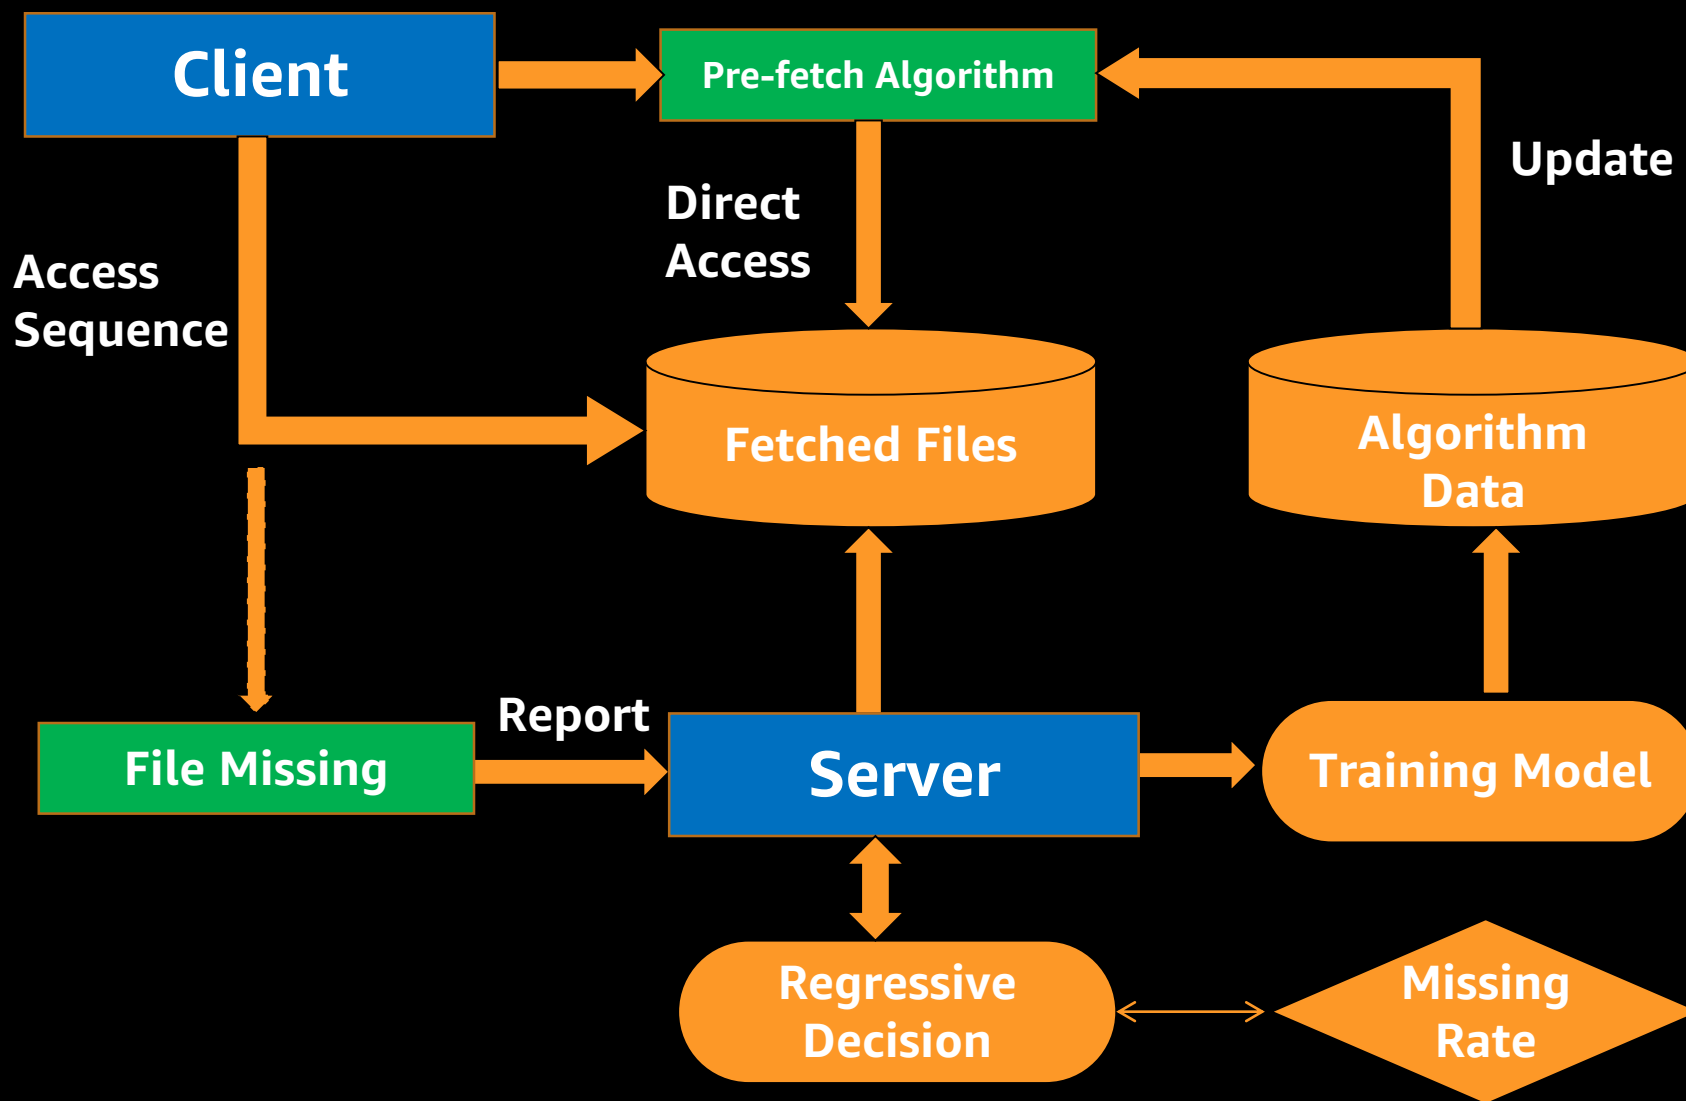 Client
Pre-fetch Algorithm
Update
Direct
Access
Access
Sequence
Fetched Files
Algorithm
Data
Report
File Missing
Server
Training Model
Regressive
Decision
Missing
Rate